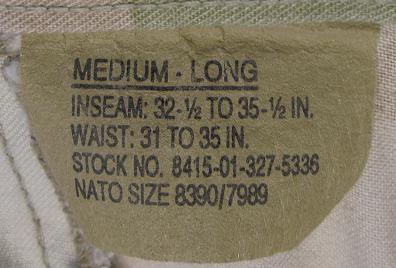 MEDIUM - LONG
INSEAM: 32-½ TO 35-½ IN.
WAIST: 31 TO 35 IN.
STOCK NO. 8415-01-327-5336
NATO SIZE 8390/7989